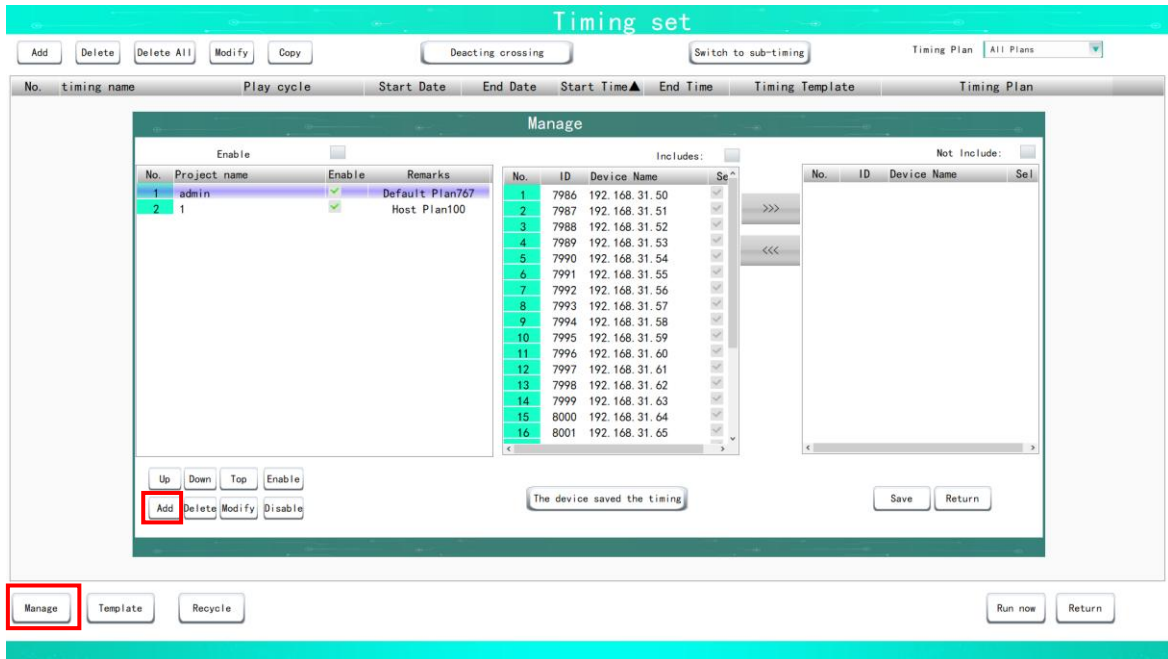 Timing set
Add Delete Delete All Modify Copy Deacting crossing Switch to sub-timing Timing Plan All Plans
No. timing name Play cycle Start Date End Date Start Time▲ End Time Timing Template Timing Plan
Manage
Enable Includes: Not Include:
No. Project name Enable Remarks No. ID Device Name Se No. ID Device Name Sel
1 admin Default Plan767 1 7986 192.168.31.50
2 1 Host Plan100 2 7987 192.168.31.51 >>>
3 7988 192.168.31.52
4 7989 192.168.31.53 <<<
5 7990 192.168.31.54
6 7991 192.168.31.55
7 7992 192.168.31.56
8 7993 192.168.31.57
9 7994 192.168.31.58
10 7995 192.168.31.59
11 7996 192.168.31.60
12 7997 192.168.31.61
13 7998 192.168.31.62
14 7999 192.168.31.63
15 8000 192.168.31.64
16 8001 192.168.31.65
Up Down Top Enable
Add Delete Modify Disable The device saved the timing Save Return
Manage Template Recycle Run now Return